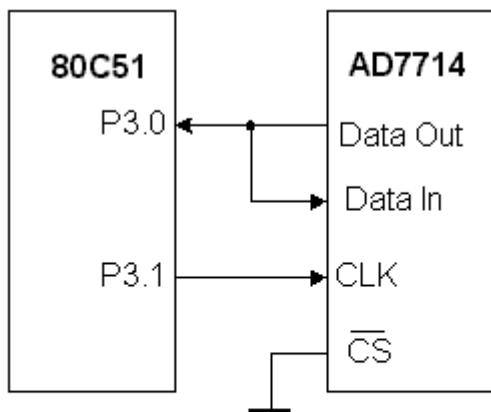 80C51
AD7714
P3.0
Data Out
Data In
P3.1
CLK
CS